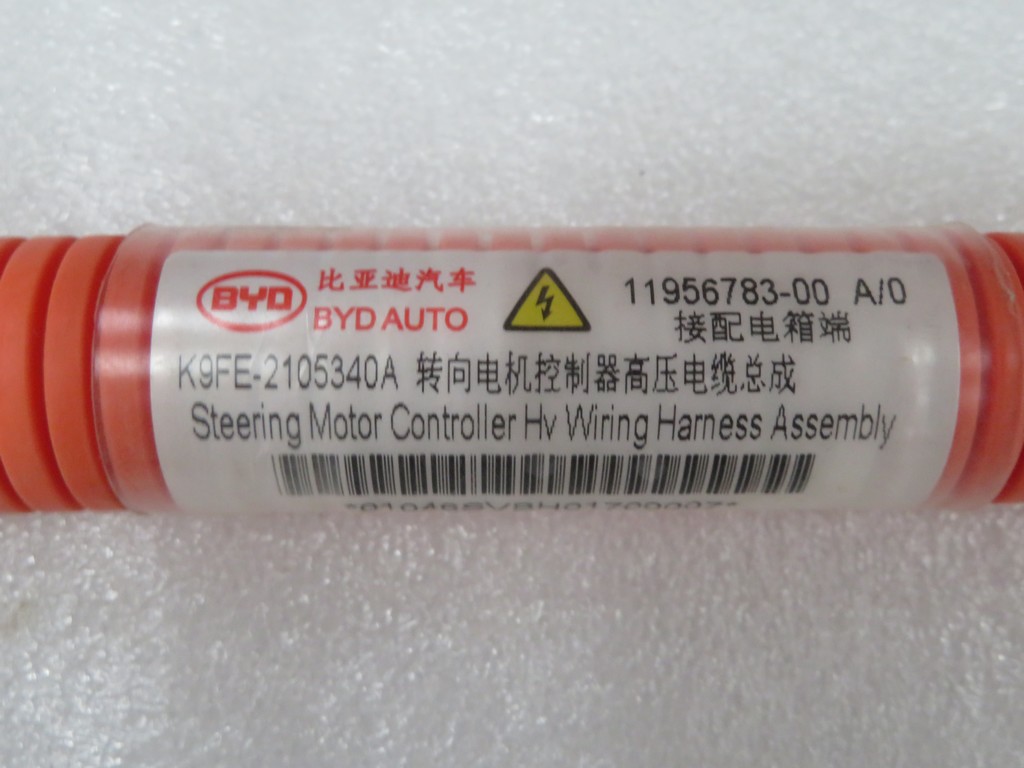 BYD 比亚迪汽车
BYD AUTO
11956783-00 A/0
接配电箱端
K9FE-2105340A 转向电机控制器高压电缆总成
Steering Motor Controller Hv Wiring Harness Assembly